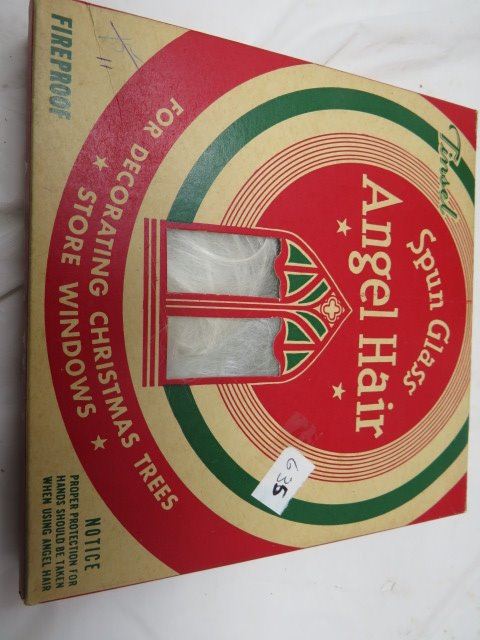 Tinsel
Spun Glass
Angel Hair
FOR DECORATING CHRISTMAS TREES
★ STORE WINDOWS ★
FIREPROOF
NOTICE
PROPER PROTECTION FOR
HANDS SHOULD BE TAKEN
WHEN USING ANGEL HAIR
635